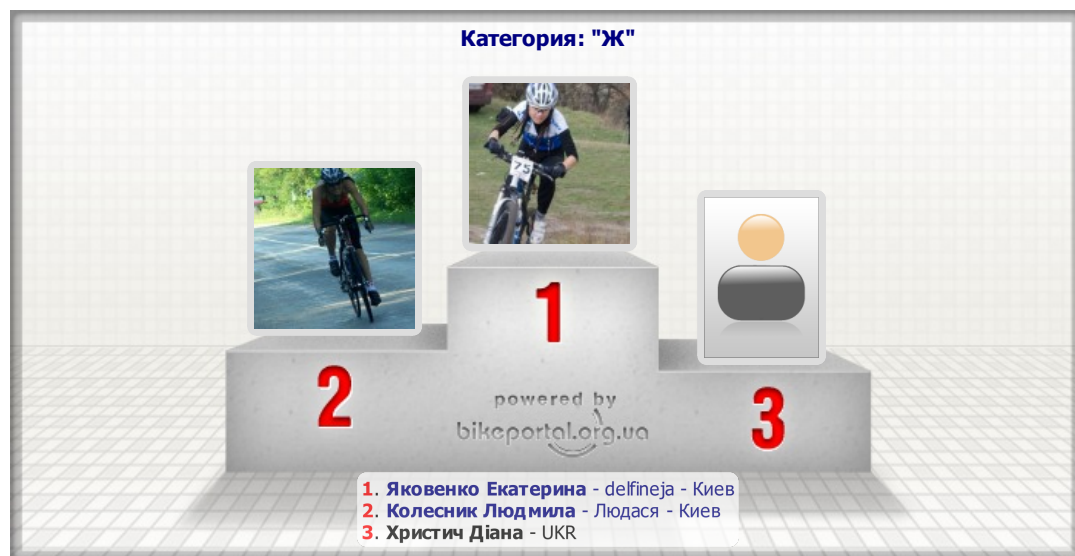 Категория: "Ж"
75
1
2
3
powered by
bikeportal.org.ua
1. Яковенко Екатерина - delfineja - Киев
2. Колесник Людмила - Людася - Киев
3. Христич Діана - UKR